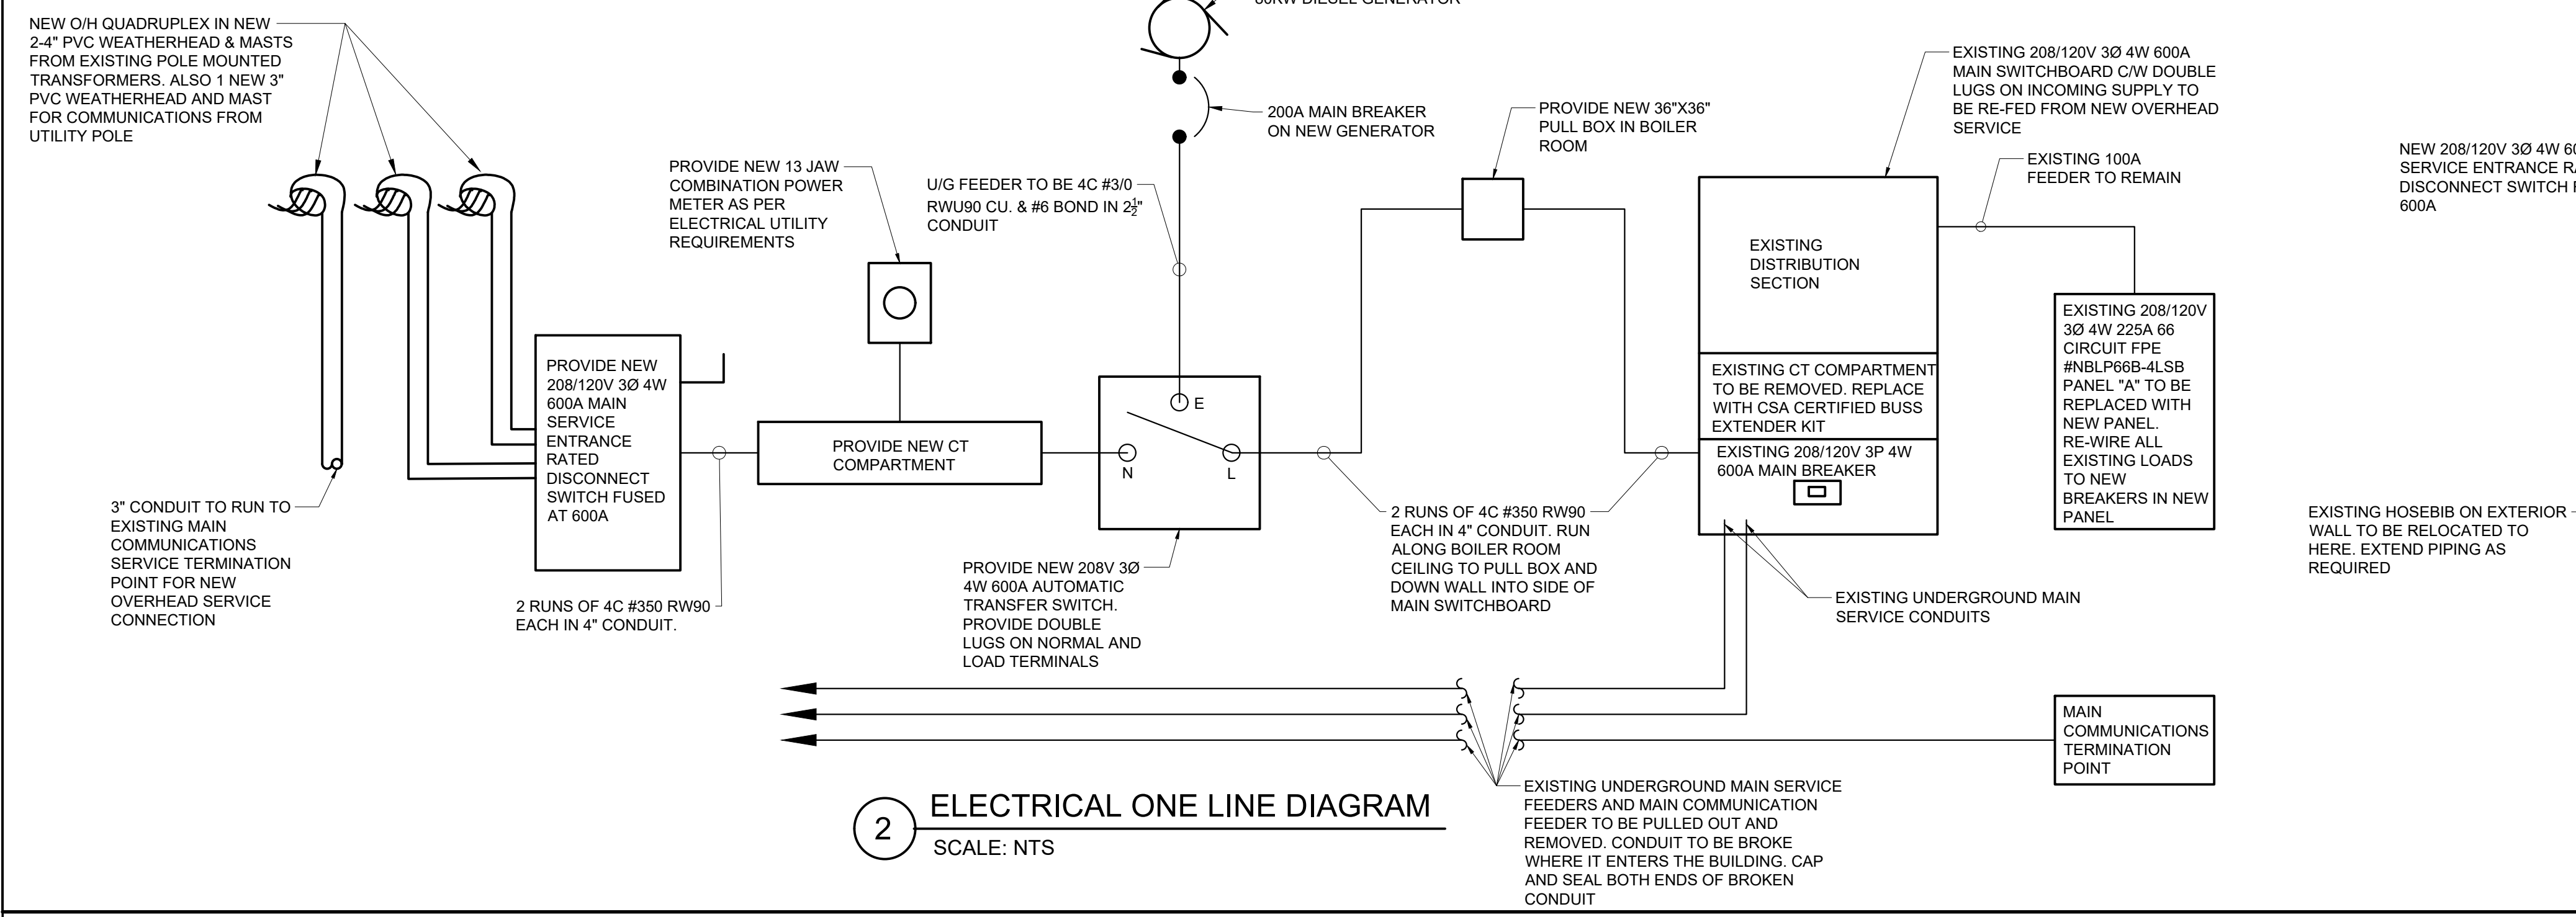 NEW O/H QUADRUPLEX IN NEW
2-4" PVC WEATHERHEAD & MASTS
FROM EXISTING POLE MOUNTED
TRANSFORMERS. ALSO 1 NEW 3"
PVC WEATHERHEAD AND MAST
FOR COMMUNICATIONS FROM
UTILITY POLE
80KW DIESEL GENERATOR
200A MAIN BREAKER
ON NEW GENERATOR
PROVIDE NEW 36"X36"
PULL BOX IN BOILER
ROOM
EXISTING 208/120V 3Ø 4W 600A
MAIN SWITCHBOARD C/W DOUBLE
LUGS ON INCOMING SUPPLY TO
BE RE-FED FROM NEW OVERHEAD
SERVICE
EXISTING 100A
FEEDER TO REMAIN
NEW 208/120V 3Ø 4W
SERVICE ENTRANCE
DISCONNECT SWITCH
600A
PROVIDE NEW 13 JAW
COMBINATION POWER
METER AS PER
ELECTRICAL UTILITY
REQUIREMENTS
U/G FEEDER TO BE 4C #3/0
RWU90 CU. & #6 BOND IN 2½"
CONDUIT
EXISTING
DISTRIBUTION
SECTION
EXISTING CT COMPARTMENT
TO BE REMOVED. REPLACE
WITH CSA CERTIFIED BUSS
EXTENDER KIT
EXISTING 208/120V 3P 4W
600A MAIN BREAKER
EXISTING 208/120V
3Ø 4W 225A 66
CIRCUIT FPE
#NBLP66B-4LSB
PANEL "A" TO BE
REPLACED WITH
NEW PANEL.
RE-WIRE ALL
EXISTING LOADS
TO NEW
BREAKERS IN NEW
PANEL
PROVIDE NEW
208/120V 3Ø 4W
600A MAIN
SERVICE
ENTRANCE
RATED
DISCONNECT
SWITCH FUSED
AT 600A
PROVIDE NEW CT
COMPARTMENT
E
N
L
3" CONDUIT TO RUN TO
EXISTING MAIN
COMMUNICATIONS
SERVICE TERMINATION
POINT FOR NEW
OVERHEAD SERVICE
CONNECTION
2 RUNS OF 4C #350 RW90
EACH IN 4" CONDUIT.
PROVIDE NEW 208V 3Ø
4W 600A AUTOMATIC
TRANSFER SWITCH.
PROVIDE DOUBLE
LUGS ON NORMAL AND
LOAD TERMINALS
2 RUNS OF 4C #350 RW90
EACH IN 4" CONDUIT. RUN
ALONG BOILER ROOM
CEILING TO PULL BOX AND
DOWN WALL INTO SIDE OF
MAIN SWITCHBOARD
EXISTING UNDERGROUND MAIN
SERVICE CONDUITS
EXISTING HOSEBIB ON EXTERIOR
WALL TO BE RELOCATED TO
HERE. EXTEND PIPING AS
REQUIRED
MAIN
COMMUNICATIONS
TERMINATION
POINT
EXISTING UNDERGROUND MAIN SERVICE
FEEDERS AND MAIN COMMUNICATION
FEEDER TO BE PULLED OUT AND
REMOVED. CONDUIT TO BE BROKE
WHERE IT ENTERS THE BUILDING. CAP
AND SEAL BOTH ENDS OF BROKEN
CONDUIT
2
ELECTRICAL ONE LINE DIAGRAM
SCALE: NTS